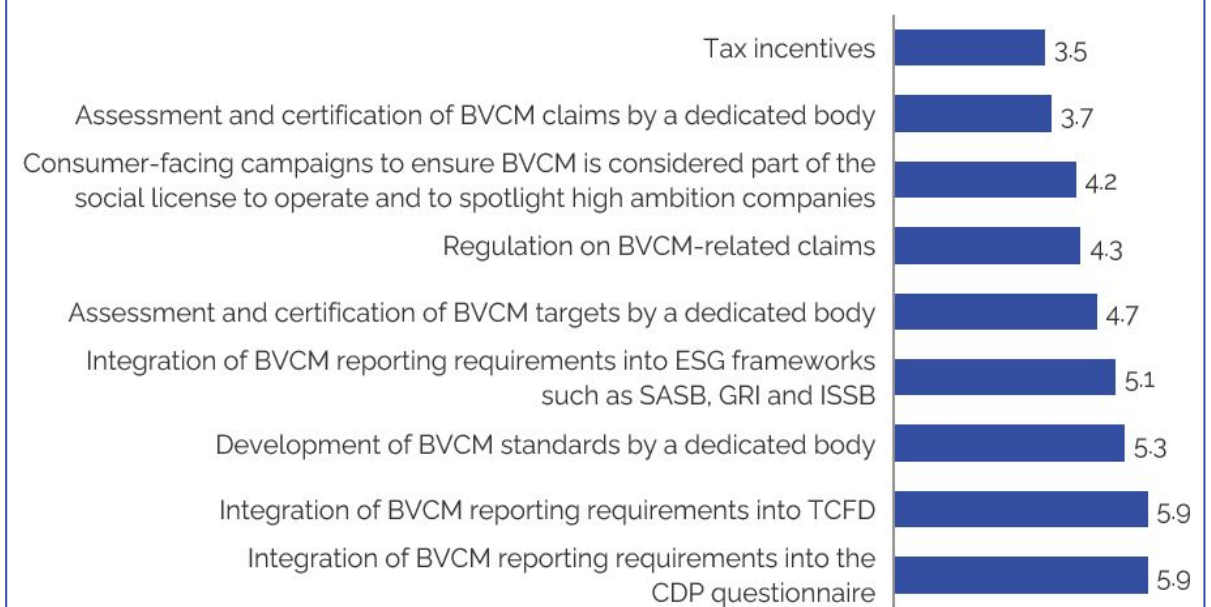 Tax incentives 3.5
Assessment and certification of BVCM claims by a dedicated body 3.7
Consumer-facing campaigns to ensure BVCM is considered part of the
social license to operate and to spotlight high ambition companies 4.2
Regulation on BVCM-related claims 4.3
Assessment and certification of BVCM targets by a dedicated body 4.7
Integration of BVCM reporting requirements into ESG frameworks
such as SASB, GRI and ISSB 5.1
Development of BVCM standards by a dedicated body 5.3
Integration of BVCM reporting requirements into TCFD 5.9
Integration of BVCM reporting requirements into the
CDP questionnaire 5.9